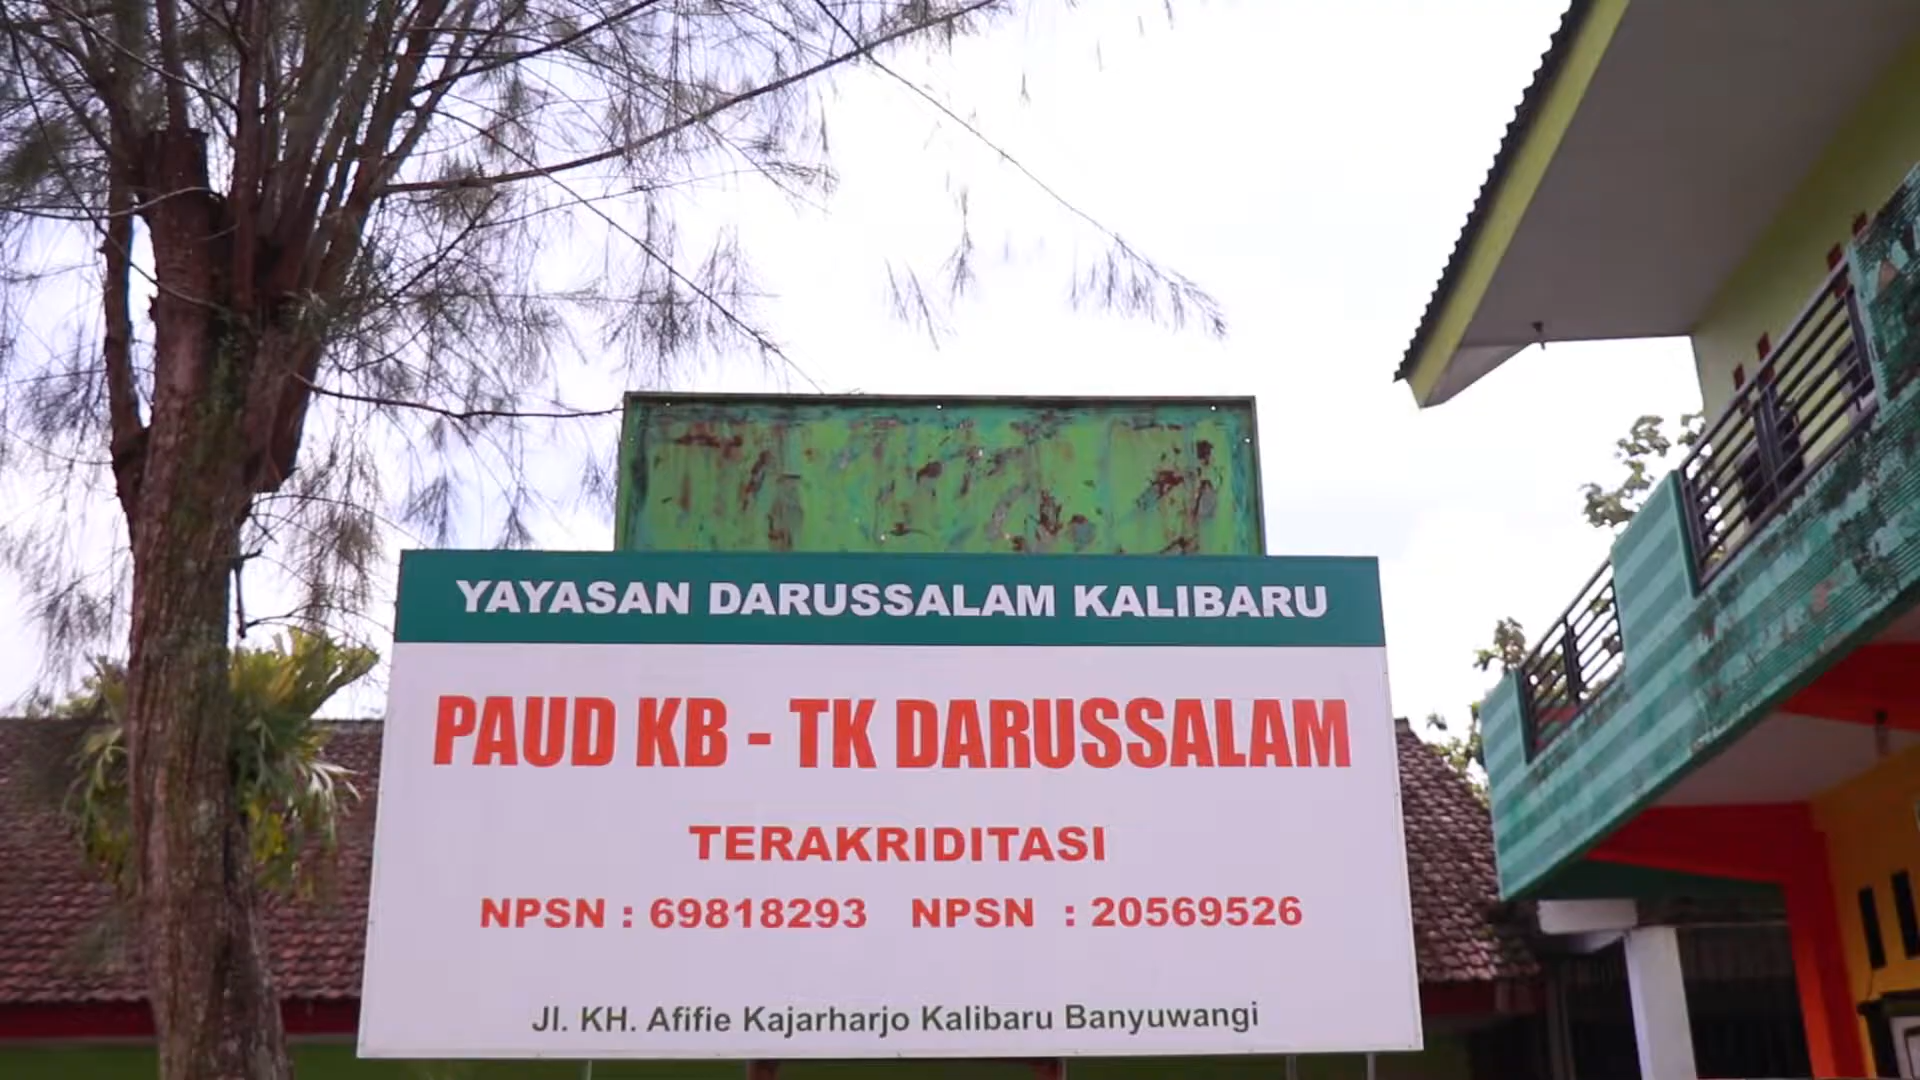 YAYASAN DARUSSALAM KALIBARU
PAUD KB - TK DARUSSALAM
TERAKRIDITASI
NPSN : 69818293 NPSN : 20569526
Jl. KH. Afifie Kajarharjo Kalibaru Banyuwangi